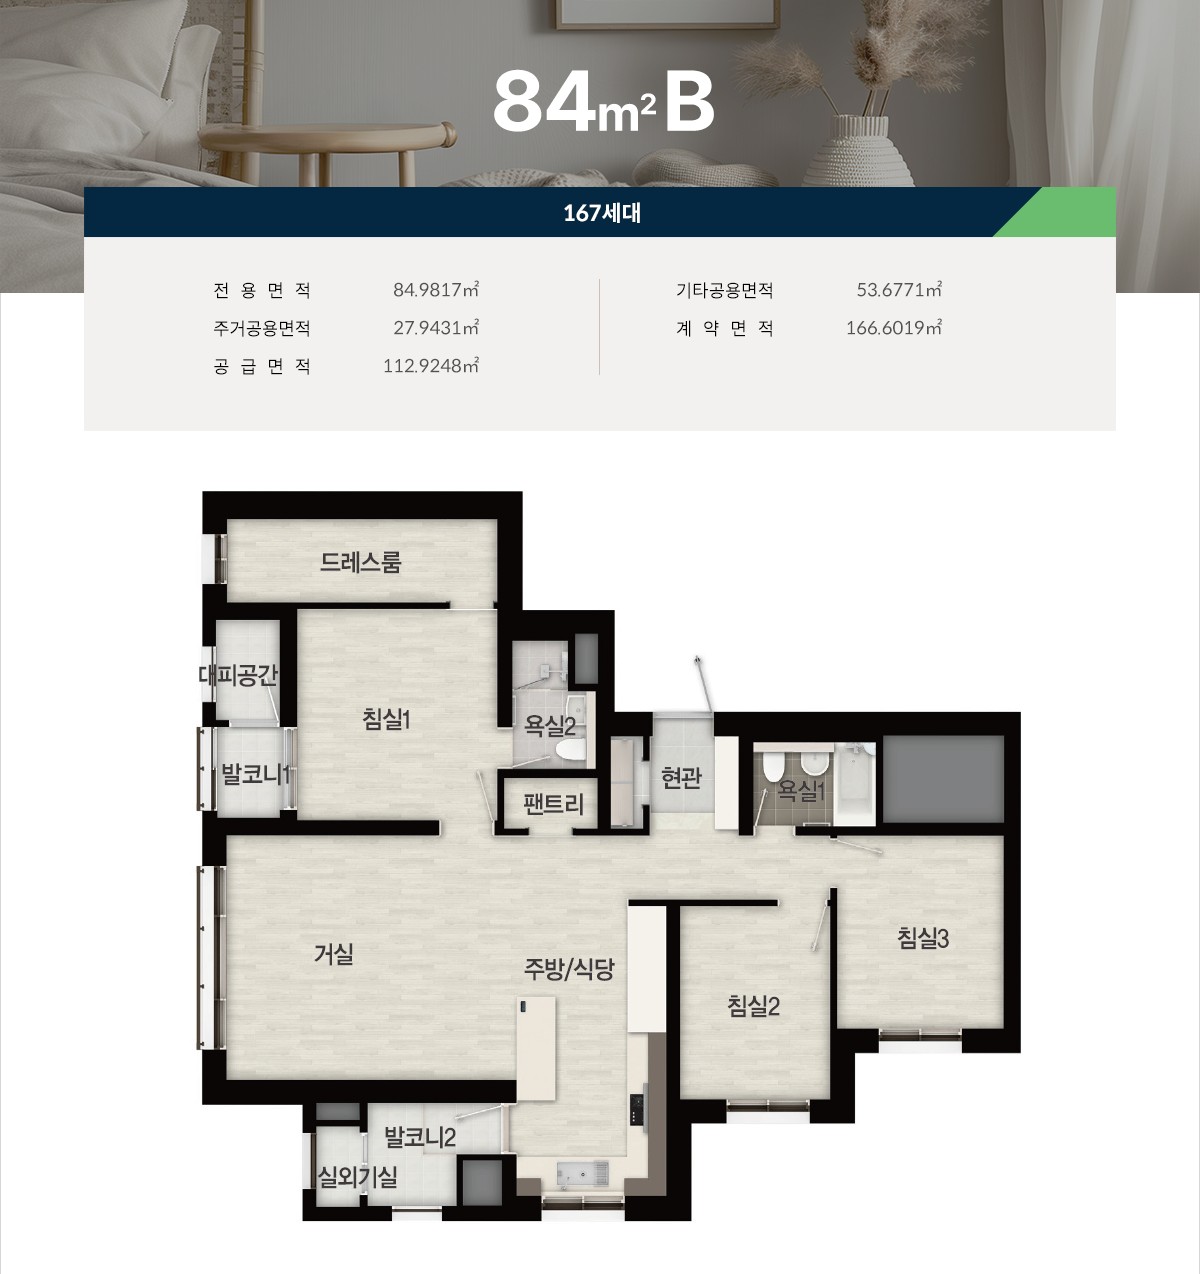 84m² B
167세대
전용면적 84.9817㎡
주거공용면적 27.9431㎡
공급면적 112.9248㎡
기타공용면적 53.6771㎡
계약면적 166.6019㎡
드레스룸
대피공간
침실1
욕실2
발코니1
팬트리
현관
욕실1
거실
주방/식당
침실2
침실3
발코니2
실외기실